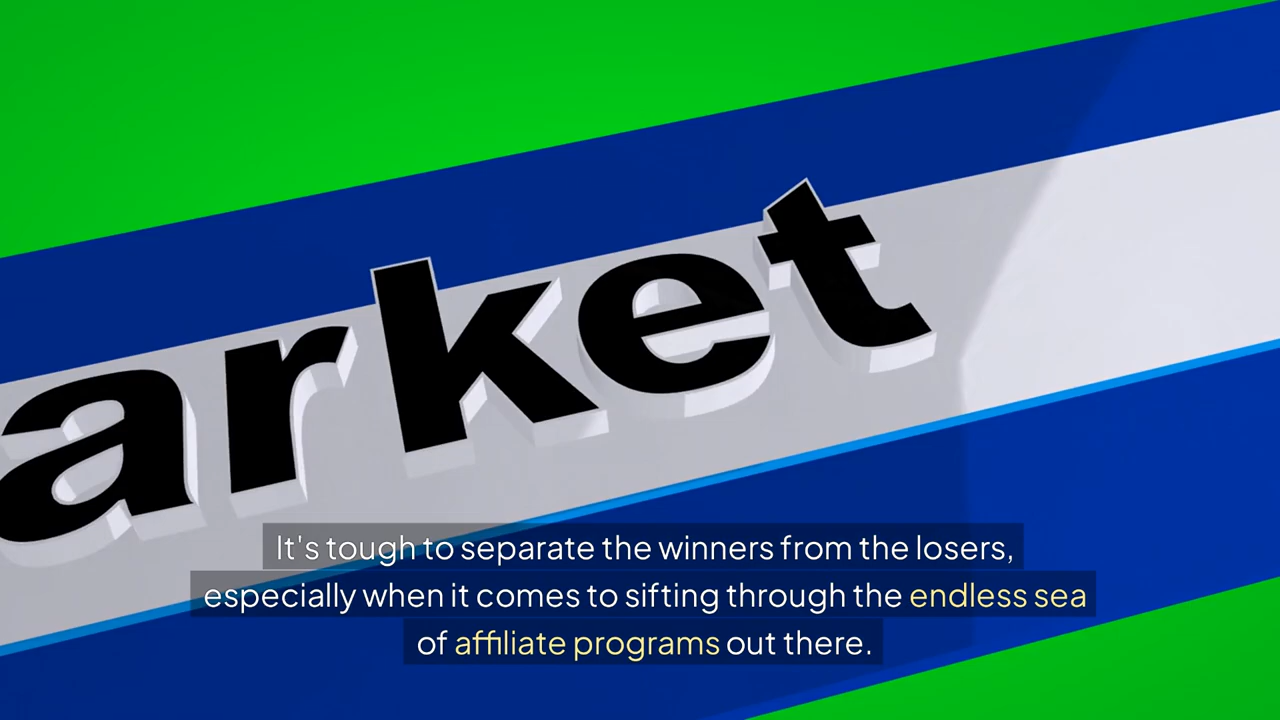 arket
It's tough to separate the winners from the losers,
especially when it comes to sifting through the endless sea
of affiliate programs out there.